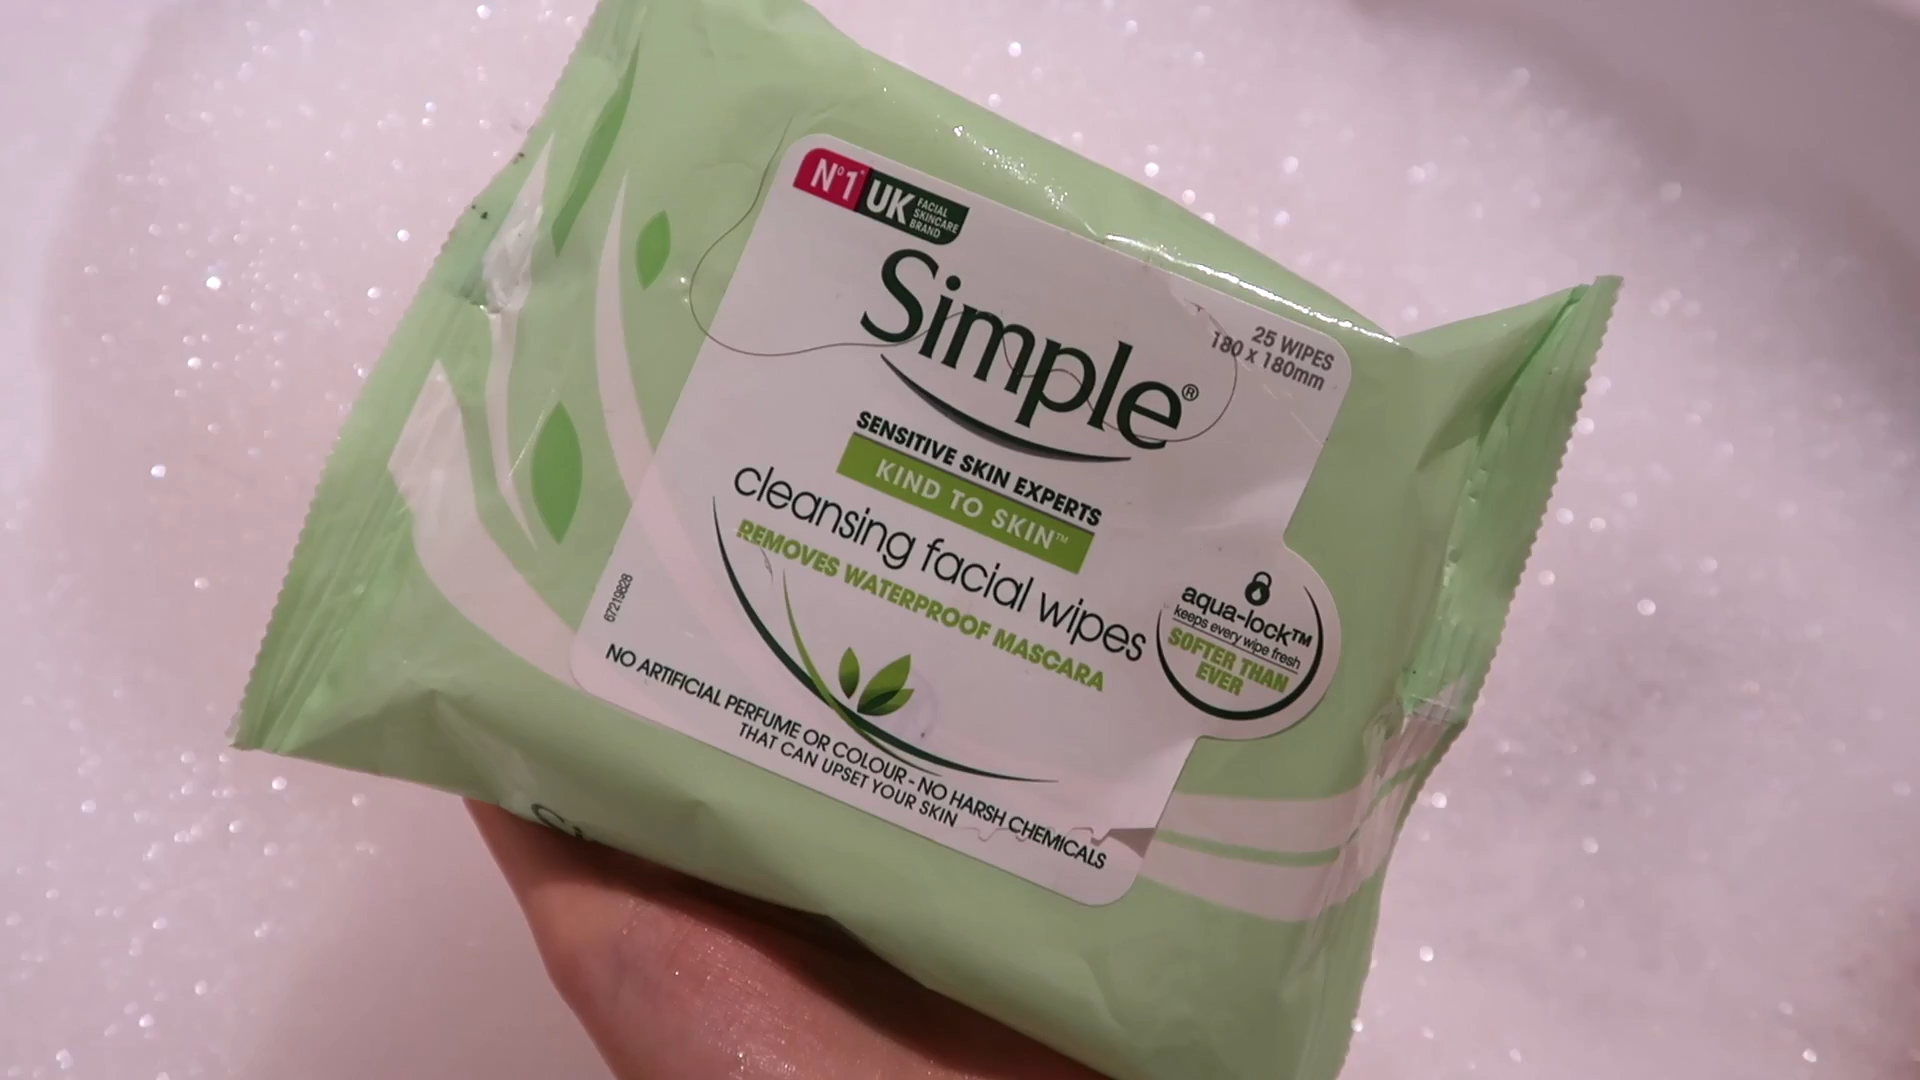 N°1 UK FACIAL
SKINCARE
BRAND
Simple®
25 WIPES
180 x 180mm
SENSITIVE SKIN EXPERTS
KIND TO SKIN™
cleansing facial wipes
REMOVES WATERPROOF MASCARA
aqua-lock™
keeps every wipe fresh
SOFTER THAN
EVER
67219828
NO ARTIFICIAL PERFUME OR COLOUR - NO HARSH CHEMICALS
THAT CAN UPSET YOUR SKIN